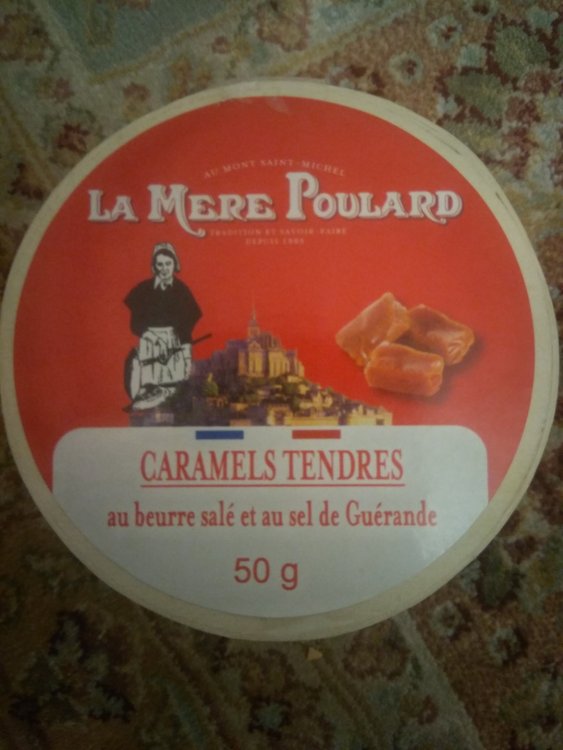 AU MONT SAINT-MICHEL
LA MERE POULARD
TRADITION ET SAVOIR-FAIRE
DEPUIS
CARAMELS TENDRES
au beurre salé et au sel de Guérande
50 g